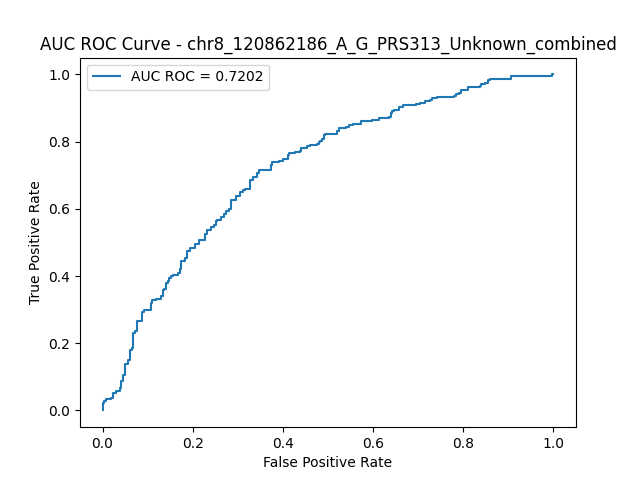 AUC ROC Curve - chr8_120862186_A_G_PRS313_Unknown_combined
AUC ROC = 0.7202
1.0
0.8
0.6
0.4
0.2
0.0
True Positive Rate
0.0 0.2 0.4 0.6 0.8 1.0
False Positive Rate